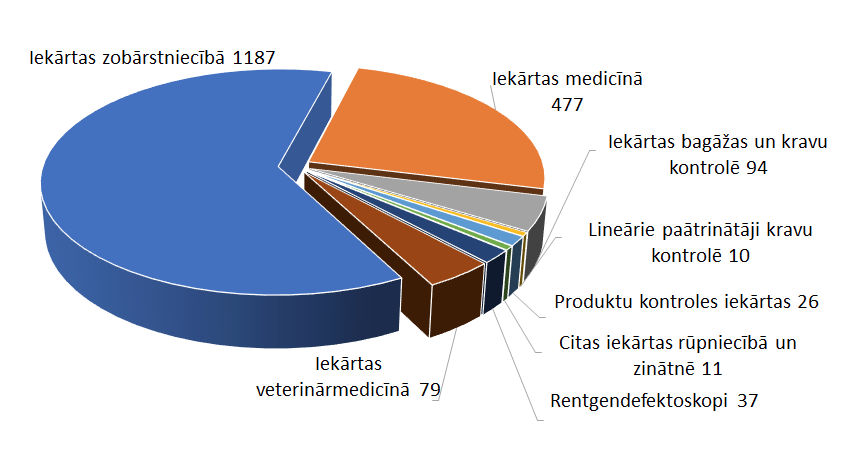 Iekārtas zobārstniecībā 1187
Iekārtas medicīnā
477
Iekārtas bagāžas un kravu
kontrolē 94
Lineārie paātrinātāji kravu
kontrolē 10
Produktu kontroles iekārtas 26
Citas iekārtas rūpniecībā un
zinātnē 11
Rentgendefektoskopi 37
Iekārtas
veterinārmedicīnā 79